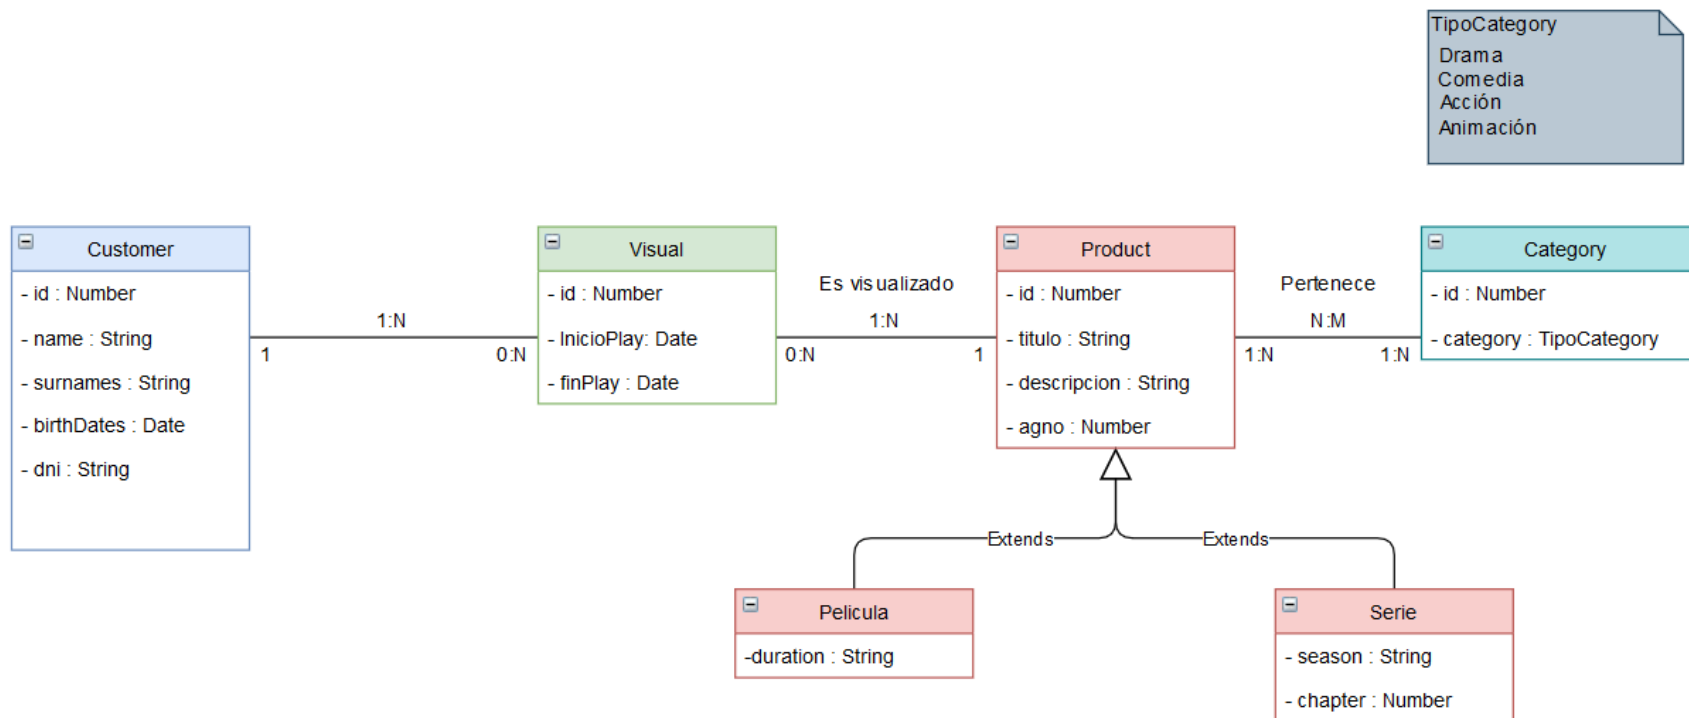 TipoCategory
Drama
Comedia
Acción
Animación
Customer
- id : Number
- name : String
- surnames : String
- birthDates : Date
- dni : String
1:N
1
0:N
Visual
- id : Number
- InicioPlay: Date
- finPlay : Date
Es visualizado
1:N
0:N
1
Product
- id : Number
- titulo : String
- descripcion : String
- agno : Number
Pertenece
N:M
1:N
1:N
Category
- id : Number
- category : TipoCategory
Extends
Extends
Pelicula
-duration : String
Serie
- season : String
- chapter : Number